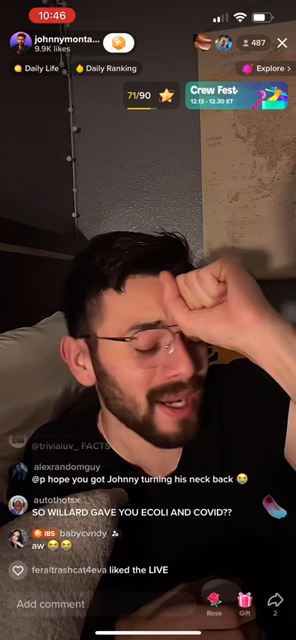 10:46
johnnymonta...
9.9K likes
487
Daily Life
Daily Ranking
Explore >
71/90
Crew Fest
12.13 - 12.30 ET
@trivialuv_ FACTS
alexrandomguy
@p hope you got Johnny turning his neck back 😭
autothotsx
SO WILLARD GAVE YOU ECOLI AND COVID??
IBS babycvndy
aw 😭😭
feraltrashcat4eva liked the LIVE
Add comment
Rose
Gift
2